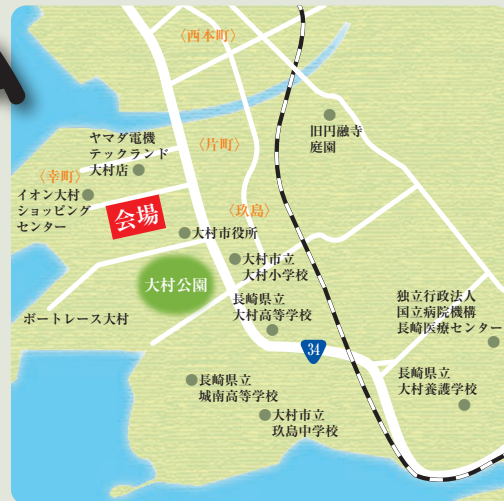 〈西本町〉
旧円融寺
庭園
ヤマダ電機
テックランド
大村店
〈片町〉
〈幸町〉
イオン大村
ショッピング
センター
会場
〈玖島〉
大村市役所
大村市立
大村小学校
大村公園
長崎県立
大村高等学校
独立行政法人
国立病院機構
長崎医療センター
ボートレース大村
34
長崎県立
城南高等学校
長崎県立
大村養護学校
大村市立
玖島中学校